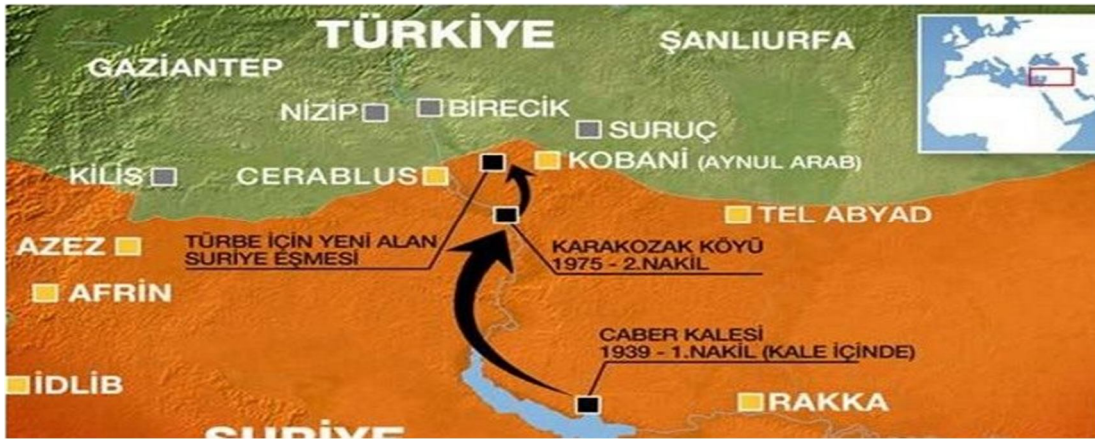 TÜRKİYE
ŞANLIURFA
GAZİANTEP
NİZİP
BİRECİK
SURUÇ
KİLİS
CERABLUS
KOBANİ (AYNUL ARAB)
TEL ABYAD
AZEZ
TÜRBE İÇİN YENİ ALAN
SURİYE EŞMESİ
KARAKOZAK KÖYÜ
1975 - 2.NAKİL
AFRİN
CABER KALESİ
1939 - 1.NAKİL (KALE İÇİNDE)
İDLİB
RAKKA
SURİYE